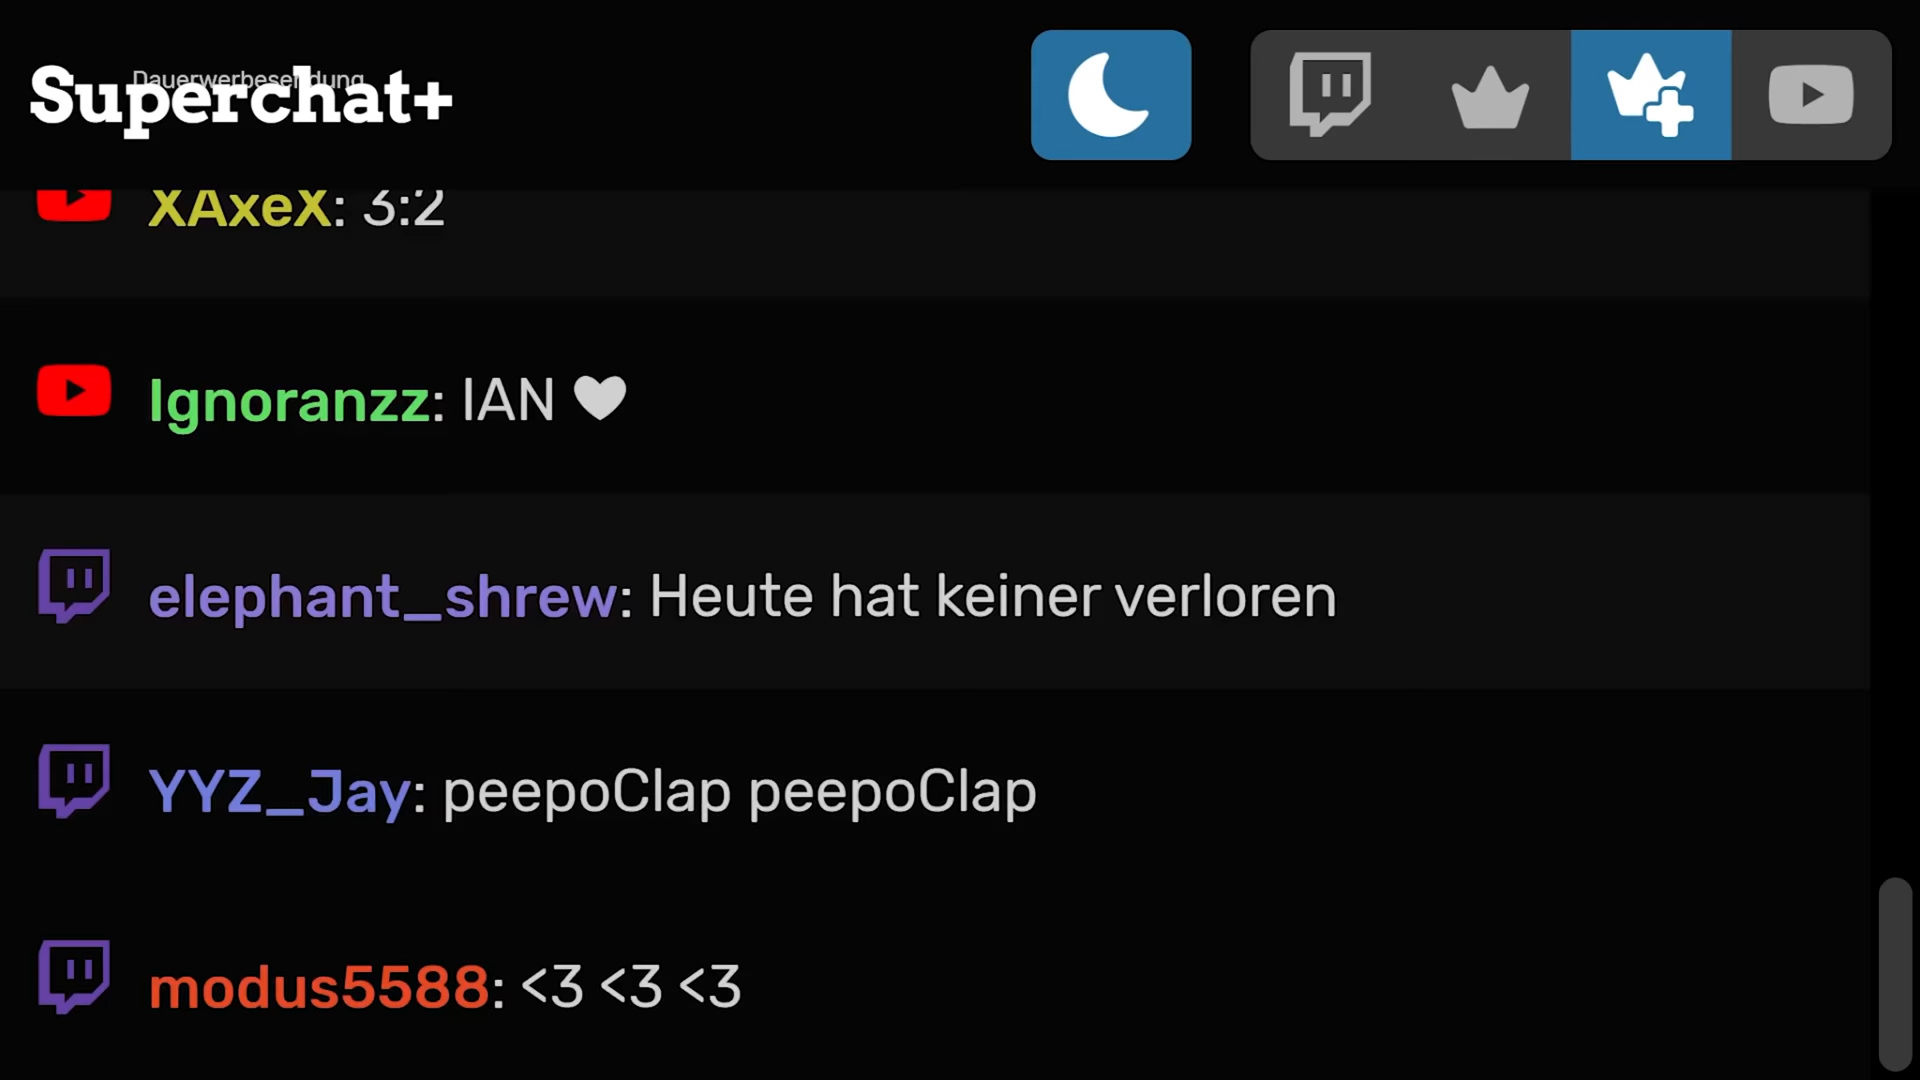 Dauerwerbesendung
Superchat+
XAxeX: 3:2
Ignoranzz: IAN ♥
elephant_shrew: Heute hat keiner verloren
YYZ_Jay: peepoClap peepoClap
modus5588: <3 <3 <3